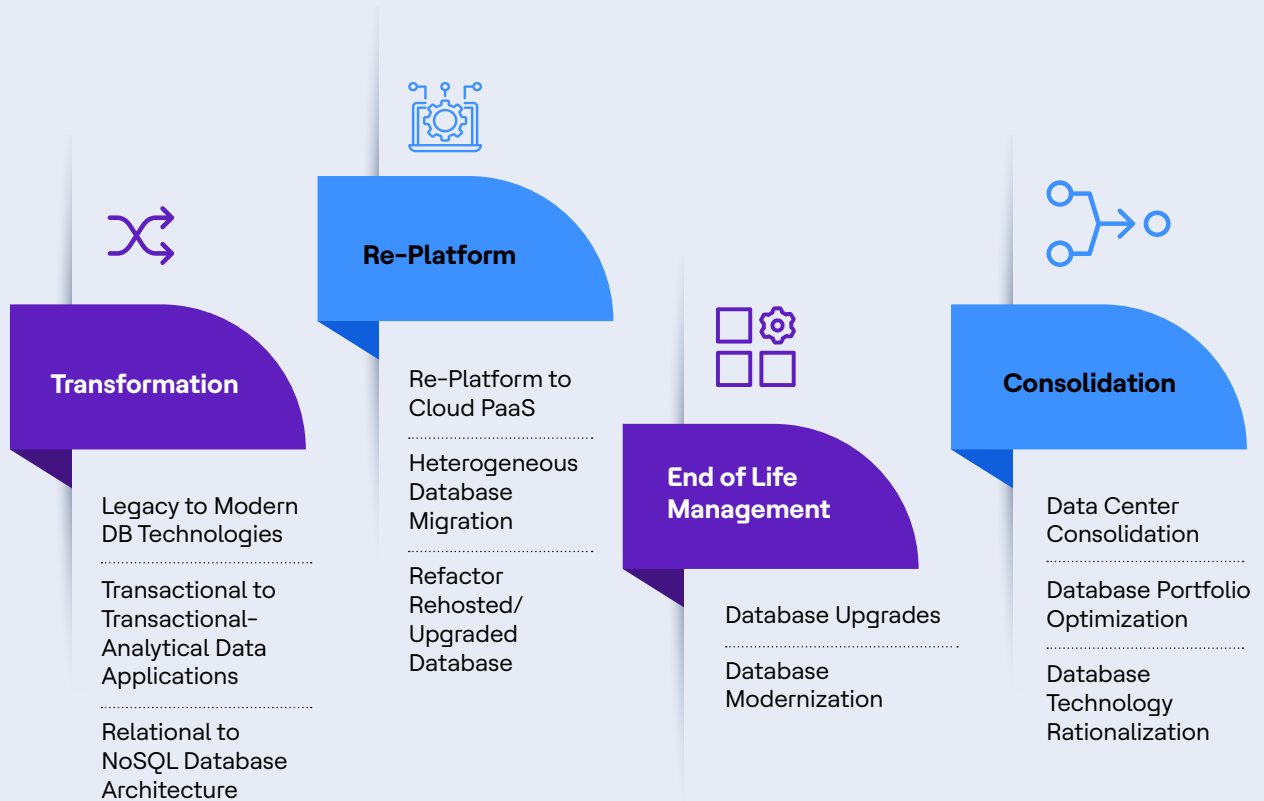 Transformation
Legacy to Modern
DB Technologies
Transactional to
Transactional-
Analytical Data
Applications
Relational to
NoSQL Database
Architecture
Re-Platform
Re-Platform to
Cloud PaaS
Heterogeneous
Database
Migration
Refactor
Rehosted/
Upgraded
Database
End of Life
Management
Database Upgrades
Database
Modernization
Consolidation
Data Center
Consolidation
Database Portfolio
Optimization
Database
Technology
Rationalization